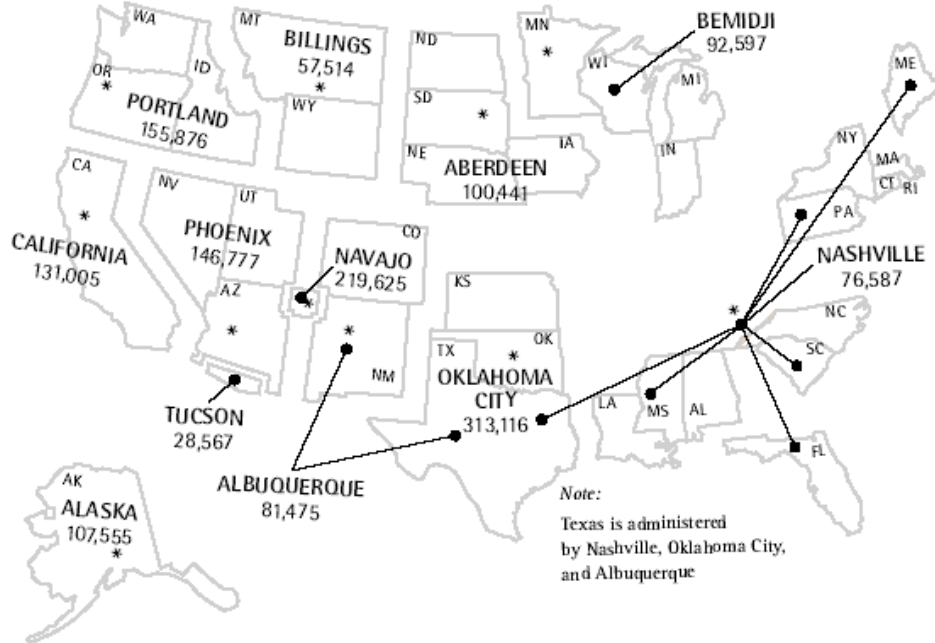 WA
MT
BILLINGS
57,514
ND
MN
BEMIDJI
92,597
WI
MI
ME
OR
ID
PORTLAND
155,876
WY
SD
NE
IA
ABERDEEN
100,441
IN
NY
MA
CT
RI
PA
CA
CALIFORNIA
131,005
NV
UT
PHOENIX
146,777
CO
NAVAJO
219,625
NASHVILLE
76,587
AZ
KS
NC
SC
TX
OK
OKLAHOMA
CITY
313,116
NM
TUCSON
28,567
LA
MS
AL
FL
ALBUQUERQUE
81,475
AK
ALASKA
107,555
Note:
Texas is administered
by Nashville, Oklahoma City,
and Albuquerque